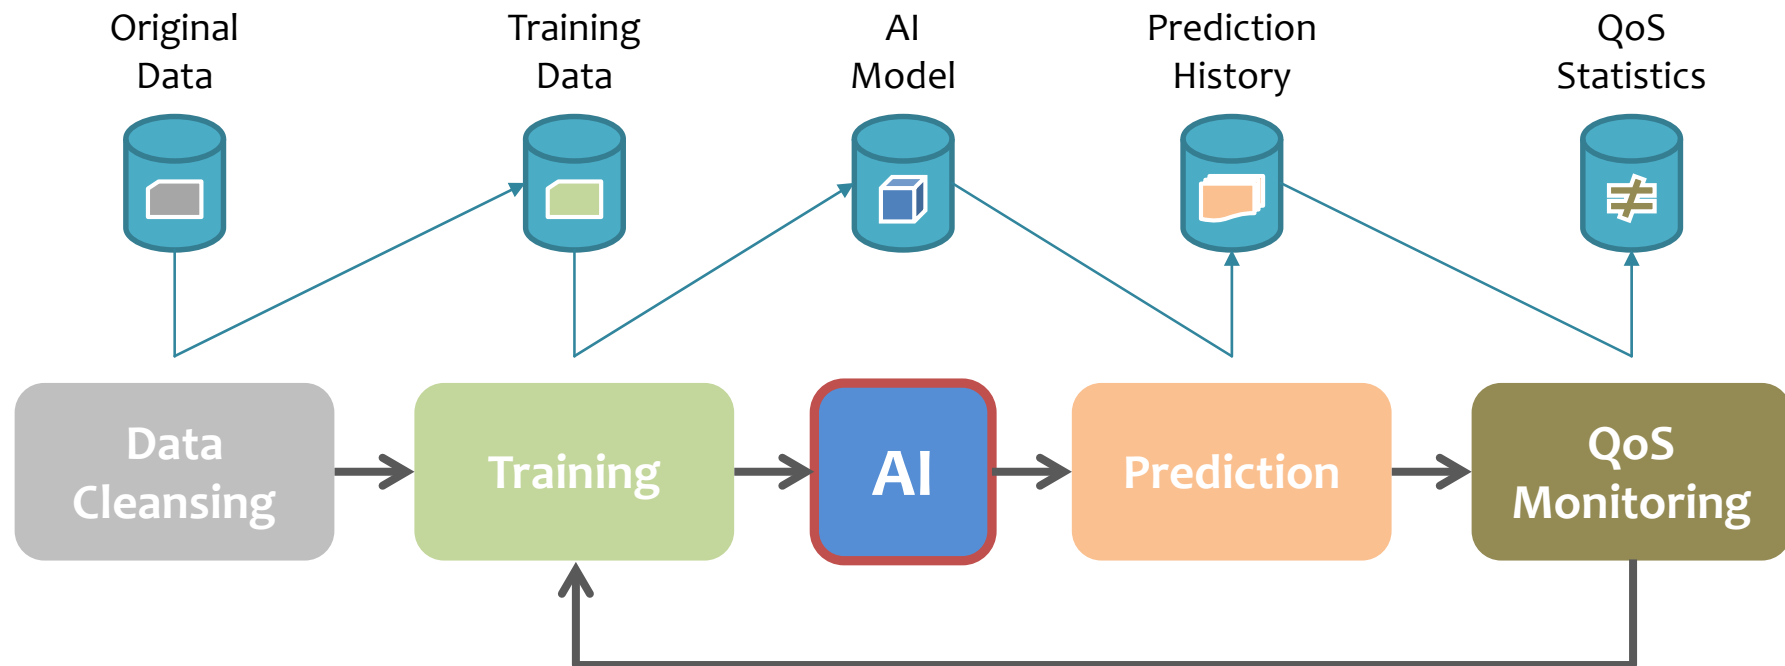 Original
Data
Training
Data
AI
Model
Prediction
History
QoS
Statistics
Data
Cleansing
Training
AI
Prediction
QoS
Monitoring